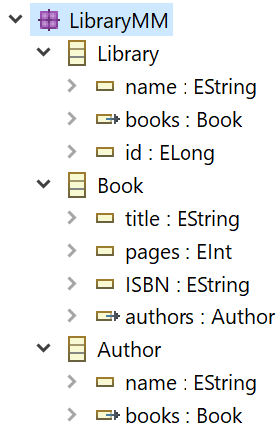 LibraryMM
Library
name : EString
books : Book
id : ELong
Book
title : EString
pages : EInt
ISBN : EString
authors : Author
Author
name : EString
books : Book